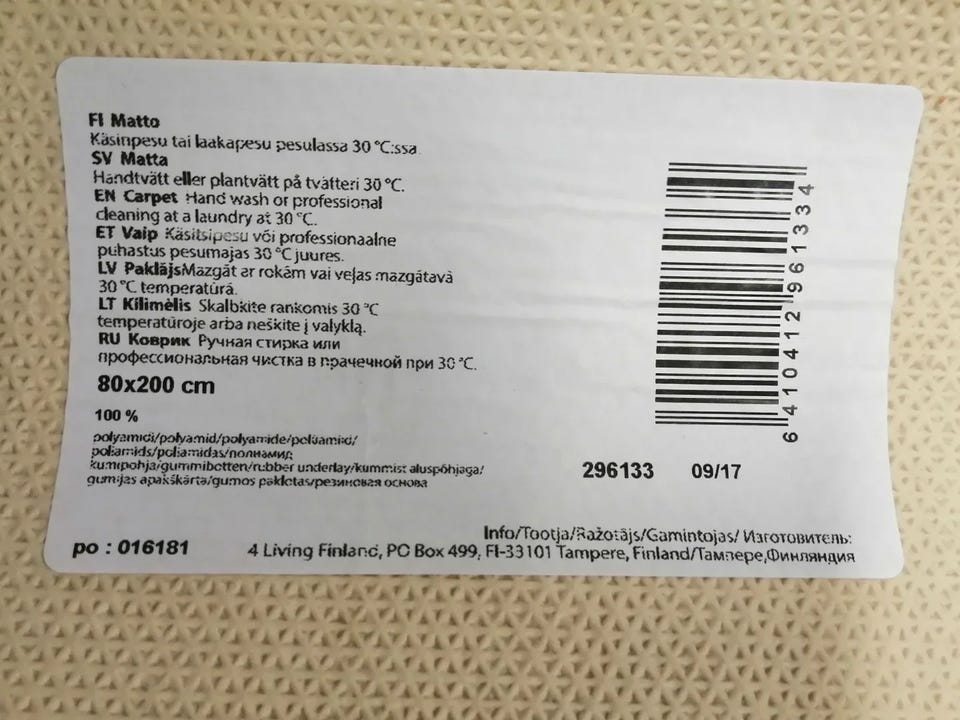 FI Matto
Käsinpesu tai laakapesu pesulassa 30 °C:ssa.
SV Matta
Handtvätt eller plantvätt på tvätteri 30 °C.
EN Carpet Hand wash or professional
cleaning at a laundry at 30 °C.
ET Vaip Käsitsipesu või professionaalne
puhastus pesumajas 30 °C juures.
LV Paklājs Mazgāt ar rokām vai veļas mazgātavā
30 °C temperatūrā.
LT Kilimėlis Skalbkite rankomis 30 °C
temperatūroje arba neškite į valyklą.
RU Коврик Ручная стирка или
профессиональная чистка в прачечной при 30 °C.
80x200 cm
100 %
polyamidi/polyamid/polyamide/polüamiid/
poliamīds/poliamidas/полиамид
kumipohja/gummibotten/rubber underlay/kummist aluspõhjaga/
gumijas apakškārta/gumos pakletas/резиновая основа
6410412961334
296133 09/17
Info/Tootja/Ražotājs/Gamintojas/ Изготовитель:
po : 016181 4 Living Finland, PC Box 499, FI-33101 Tampere, Finland/Тампере,Финляндия